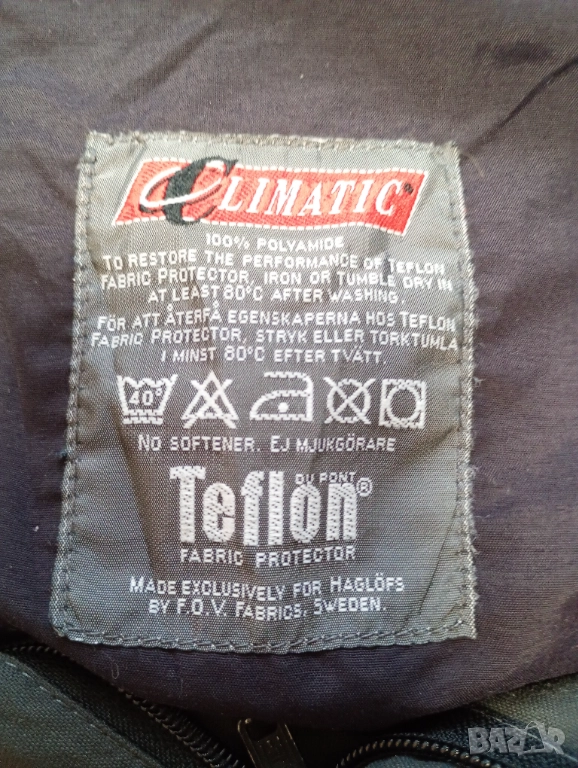 CLIMATIC
100% POLYAMIDE
TO RESTORE THE PERFORMANCE OF TEFLON
FABRIC PROTECTOR, IRON OR TUMBLE DRY IN
AT LEAST 80°C AFTER WASHING.
FÖR ATT ÅTERFÅ EGENSKAPERNA HOS TEFLON
FABRIC PROTECTOR, STRYK ELLER TORKTUMLA
I MINST 80°C EFTER TVÄTT.
40°
NO SOFTENER. EJ MJUKGÖRARE
DU PONT
Teflon®
FABRIC PROTECTOR
MADE EXCLUSIVELY FOR HAGLÖFS
BY F.O.V. FABRICS, SWEDEN.
BAZAR